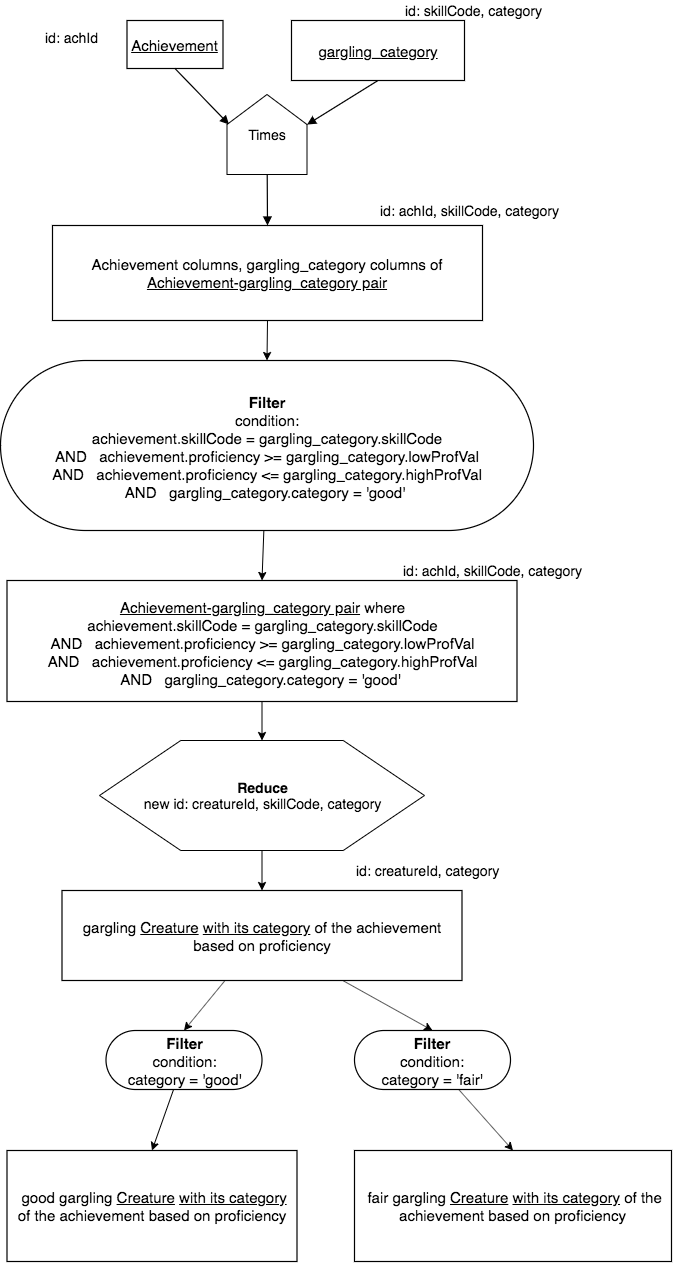 id: skillCode, category
id: achId
Achievement
gargling_category
Times
id: achId, skillCode, category
Achievement columns, gargling_category columns of
Achievement-gargling_category pair
Filter
condition:
achievement.skillCode = gargling_category.skillCode
AND achievement.proficiency >= gargling_category.lowProfVal
AND achievement.proficiency <= gargling_category.highProfVal
AND gargling_category.category = 'good'
id: achId, skillCode, category
Achievement-gargling_category pair where
achievement.skillCode = gargling_category.skillCode
AND achievement.proficiency >= gargling_category.lowProfVal
AND achievement.proficiency <= gargling_category.highProfVal
AND gargling_category.category = 'good'
Reduce
new id: creatureId, skillCode, category
id: creatureId, category
gargling Creature with its category of the achievement
based on proficiency
Filter
condition:
category = 'good'
Filter
condition:
category = 'fair'
good gargling Creature with its category
of the achievement based on proficiency
fair gargling Creature with its category of the
achievement based on proficiency